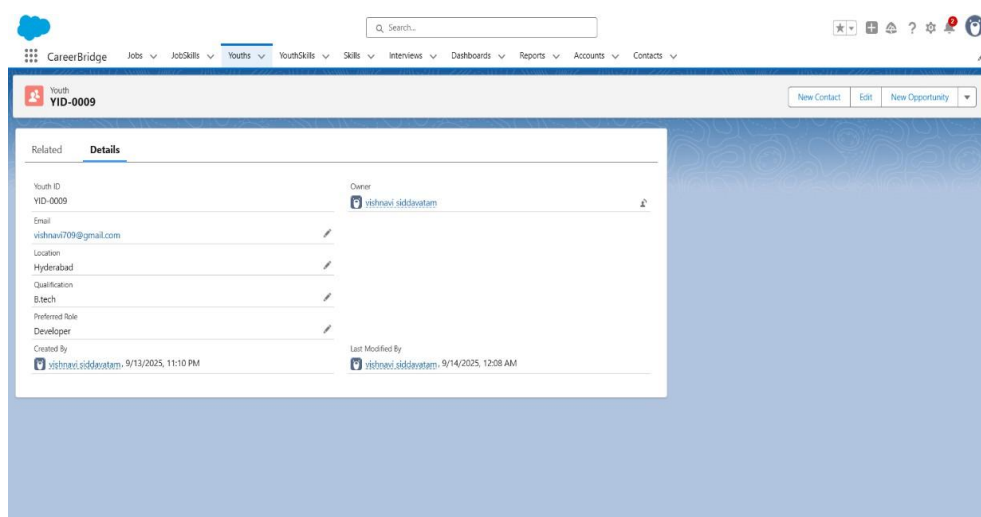 Search...
2
CareerBridge Jobs JobSkills Youths YouthSkills Skills Interviews Dashboards Reports Accounts Contacts
Youth
YID-0009
New Contact Edit New Opportunity
Related Details
Youth ID
YID-0009
Owner
vishnavi siddavatam
Email
vishnavi709@gmail.com
Location
Hyderabad
Qualification
B.tech
Preferred Role
Developer
Created By
vishnavi siddavatam, 9/13/2025, 11:10 PM
Last Modified By
vishnavi siddavatam, 9/14/2025, 12:08 AM